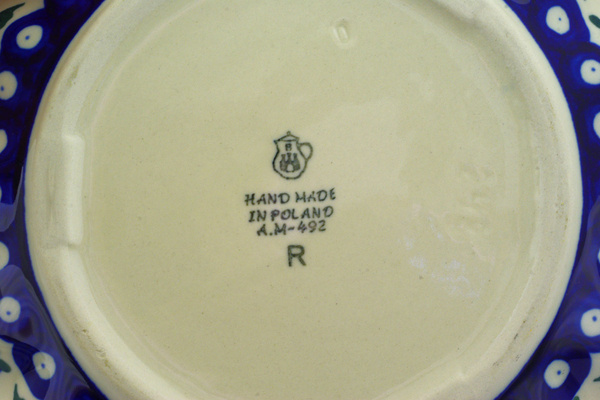 HAND MADE
IN POLAND
A.M-492
R